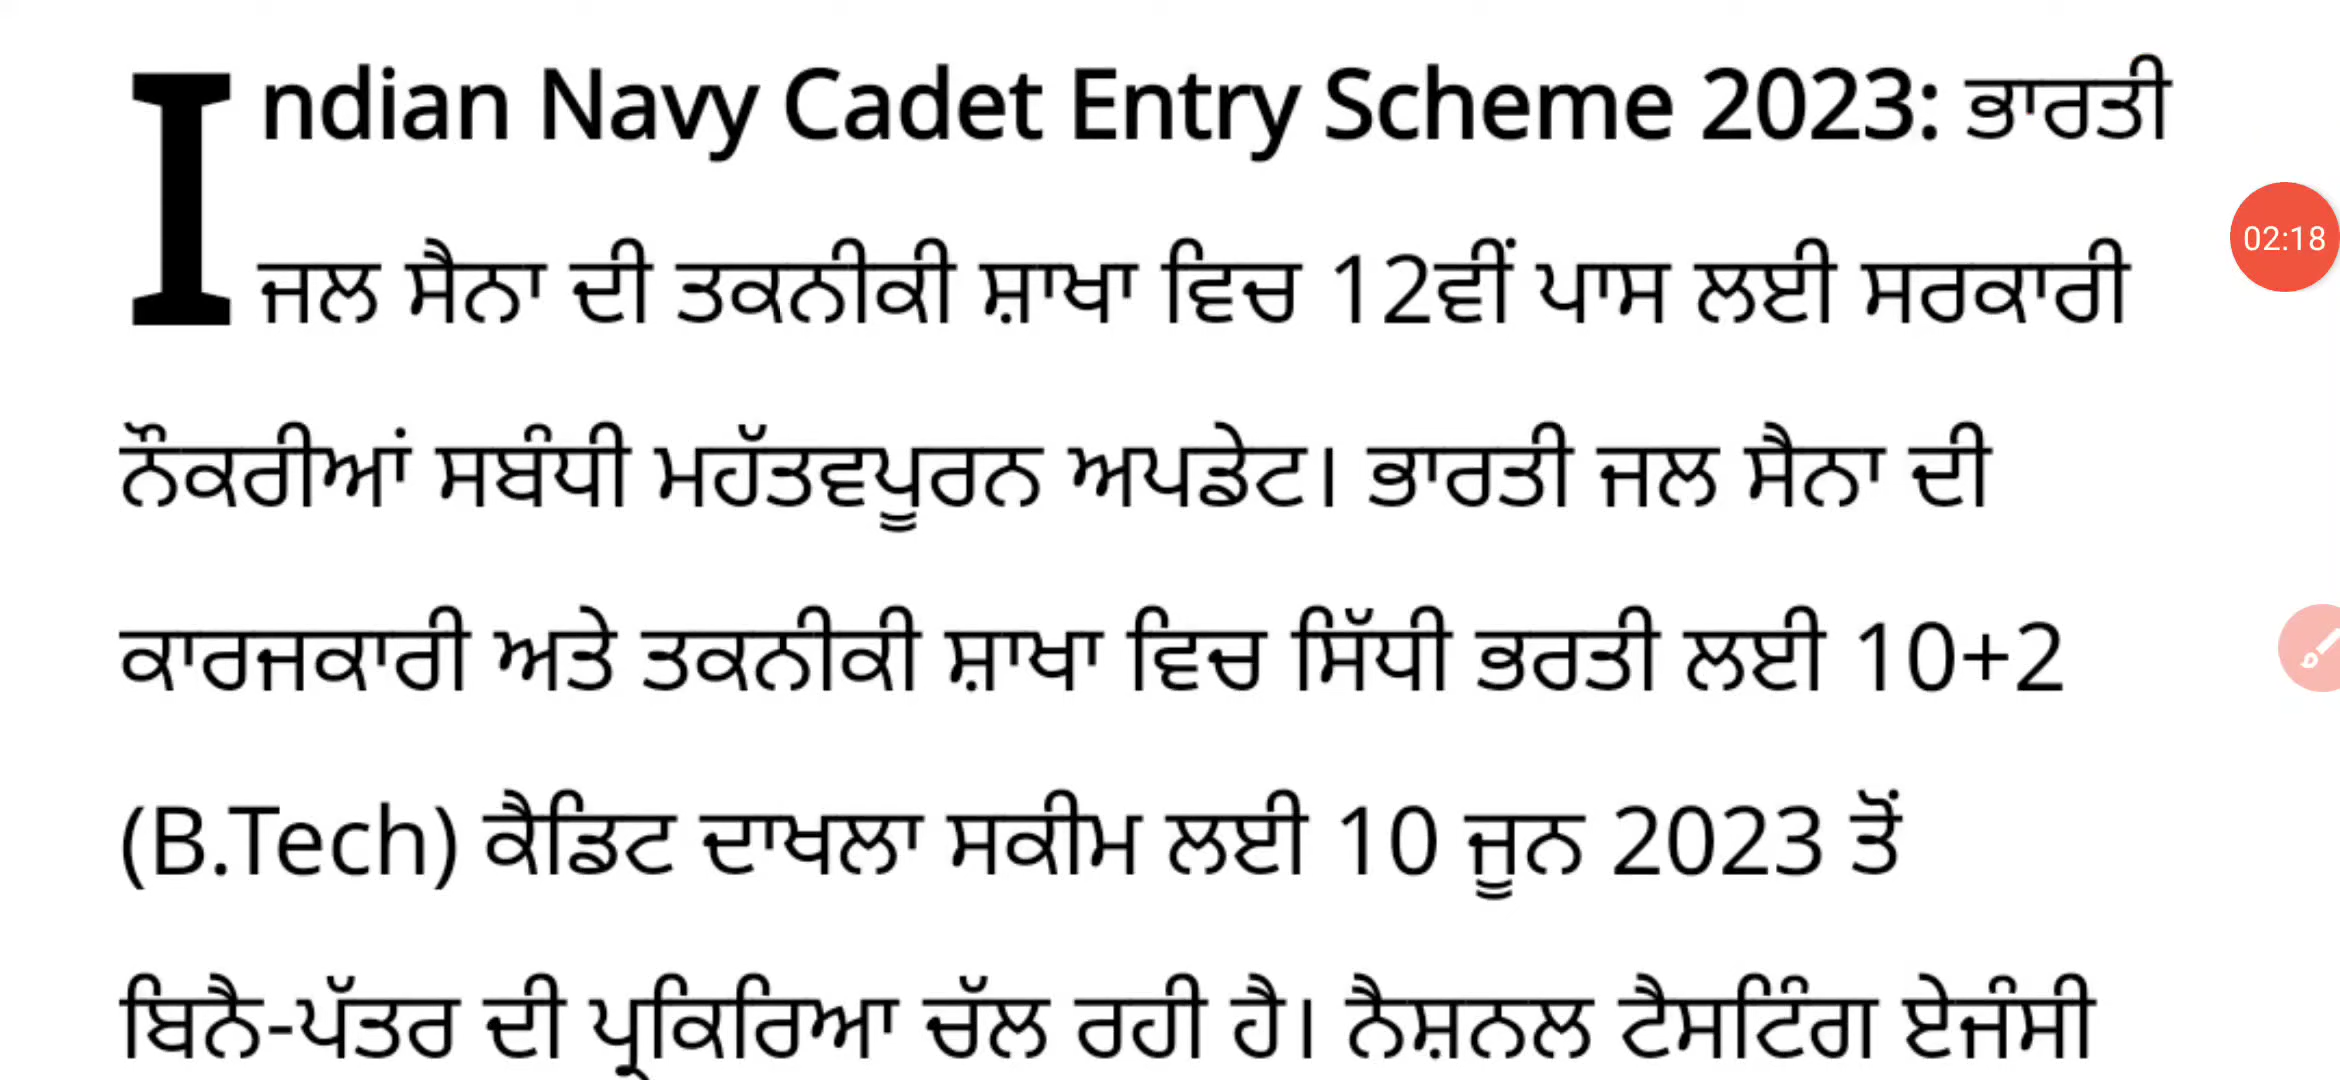 Indian Navy Cadet Entry Scheme 2023: ਭਾਰਤੀ
02:18
ਜਲ ਸੈਨਾ ਦੀ ਤਕਨੀਕੀ ਸ਼ਾਖਾ ਵਿਚ 12ਵੀਂ ਪਾਸ ਲਈ ਸਰਕਾਰੀ
ਨੌਕਰੀਆਂ ਸਬੰਧੀ ਮਹੱਤਵਪੂਰਨ ਅਪਡੇਟ। ਭਾਰਤੀ ਜਲ ਸੈਨਾ ਦੀ
ਕਾਰਜਕਾਰੀ ਅਤੇ ਤਕਨੀਕੀ ਸ਼ਾਖਾ ਵਿਚ ਸਿੱਧੀ ਭਰਤੀ ਲਈ 10+2
(B.Tech) ਕੈਡਿਟ ਦਾਖਲਾ ਸਕੀਮ ਲਈ 10 ਜੂਨ 2023 ਤੋਂ
ਬਿਨੈ-ਪੱਤਰ ਦੀ ਪ੍ਰਕਿਰਿਆ ਚੱਲ ਰਹੀ ਹੈ। ਨੈਸ਼ਨਲ ਟੈਸਟਿੰਗ ਏਜੰਸੀ